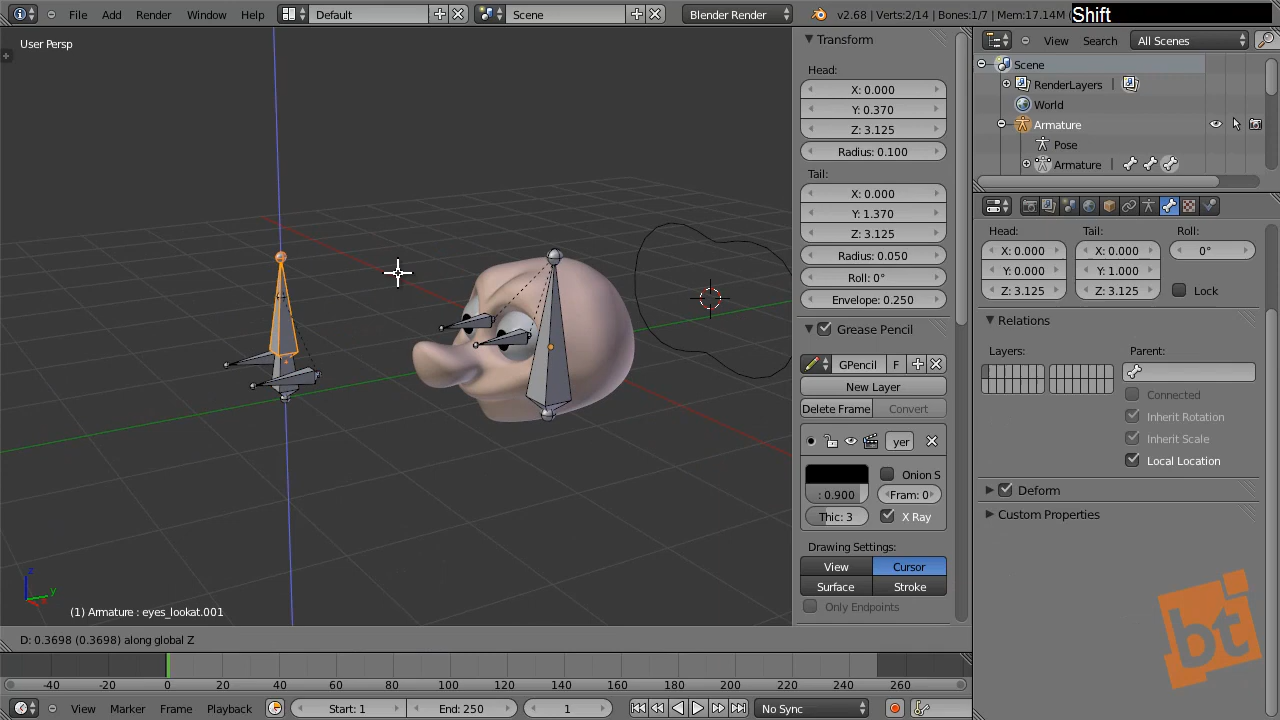 File Add Render Window Help Default Scene Blender Render v2.68 | Verts:2/14 | Bones:1/7 | Mem:17.14M
Shift
User Persp
Transform
Head:
X: 0.000
Y: 0.370
Z: 3.125
Radius: 0.100
Tail:
X: 0.000
Y: 1.370
Z: 3.125
Radius: 0.050
Roll: 0°
Envelope: 0.250
Grease Pencil
GPencil F
New Layer
Delete Frame Convert
yer
Onion S
: 0.900 Fram: 0
Thic: 3 X Ray
Drawing Settings:
View Cursor
Surface Stroke
Only Endpoints
View Search All Scenes
Scene
RenderLayers |
World
Armature
Pose
Armature |
Head: Tail: Roll:
X: 0.000 X: 0.000 0°
Y: 0.000 Y: 1.000
Z: 3.125 Z: 3.125 Lock
Relations
Layers: Parent:
Connected
Inherit Rotation
Inherit Scale
Local Location
Deform
Custom Properties
z
y
(1) Armature : eyes_lookat.001
D: 0.3698 (0.3698) along global Z
-40 -20 0 20 40 60 80 100 120 140 160 180 200 220 240 260
View Marker Frame Playback Start: 1 End: 250 1 No Sync
bt